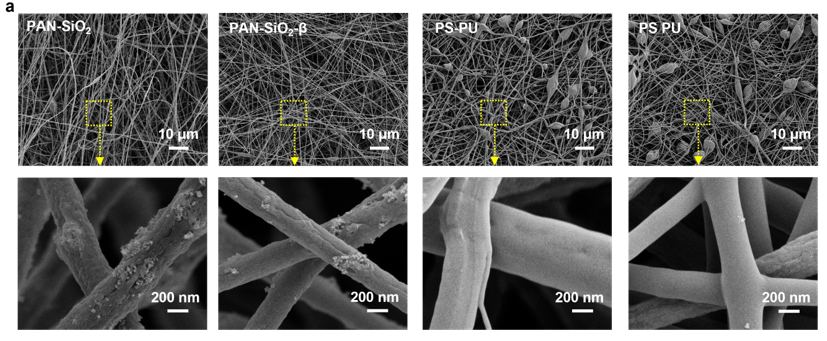 a
PAN-SiO₂
PAN-SiO₂-β
PS-PU
PS PU
10 μm
10 μm
10 μm
10 μm
200 nm
200 nm
200 nm
200 nm